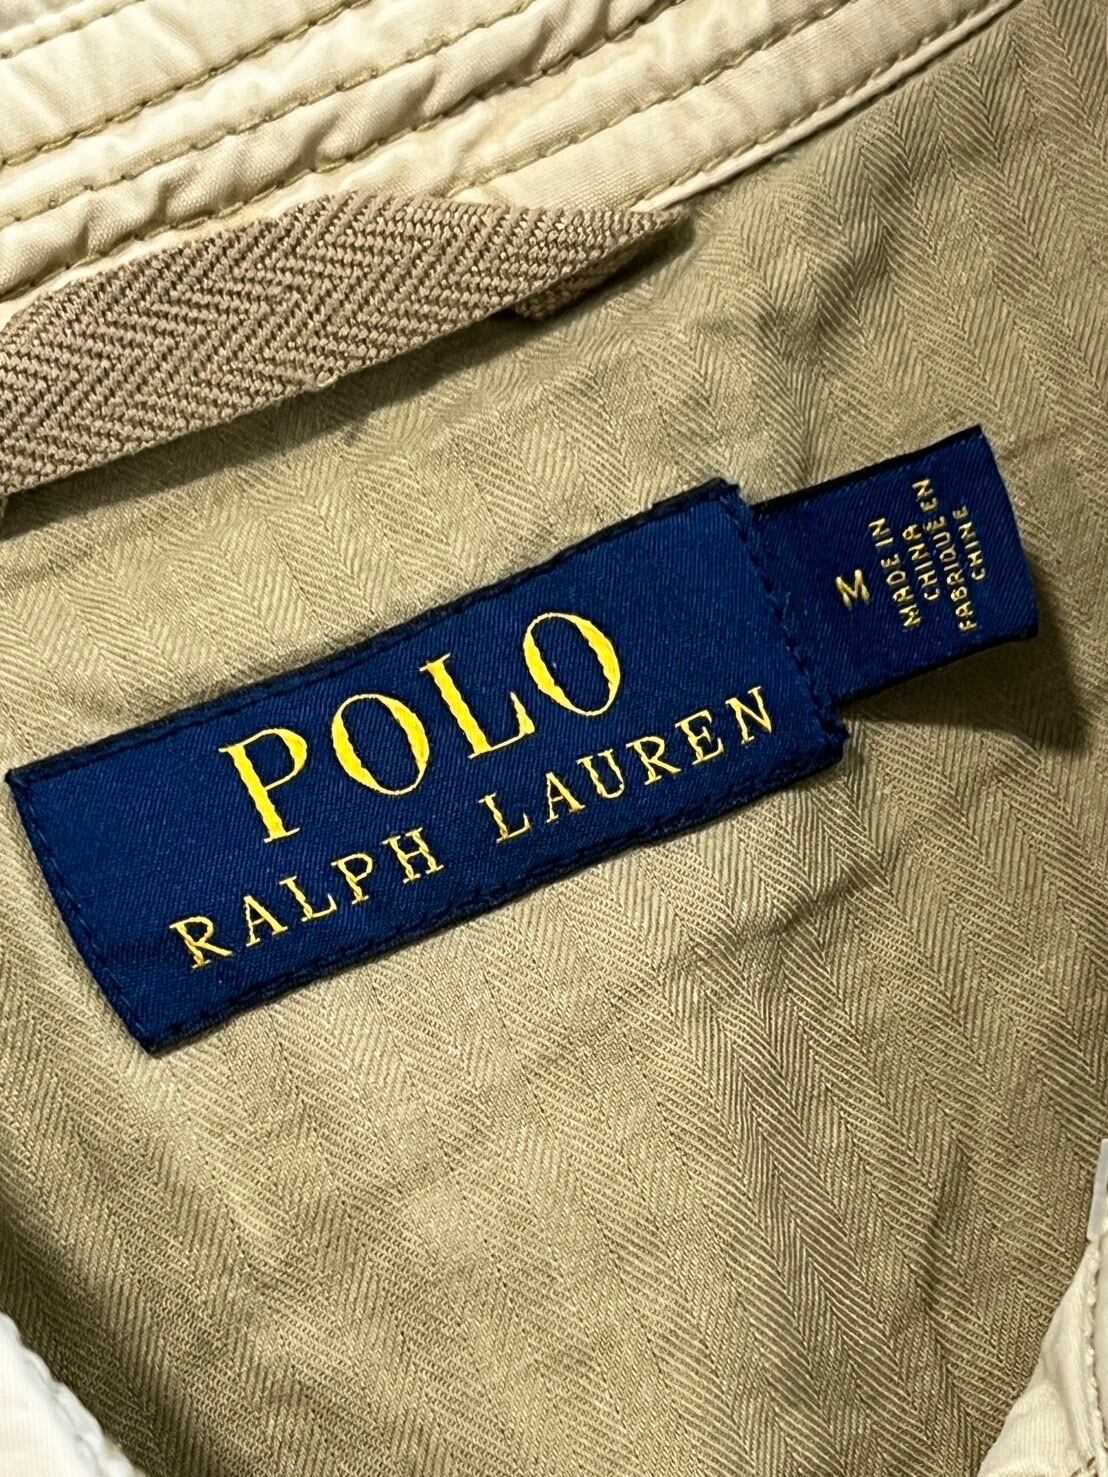 POLO
RALPH LAUREN
M
MADE IN
CHINA
FABRIQUÉ EN
CHINE